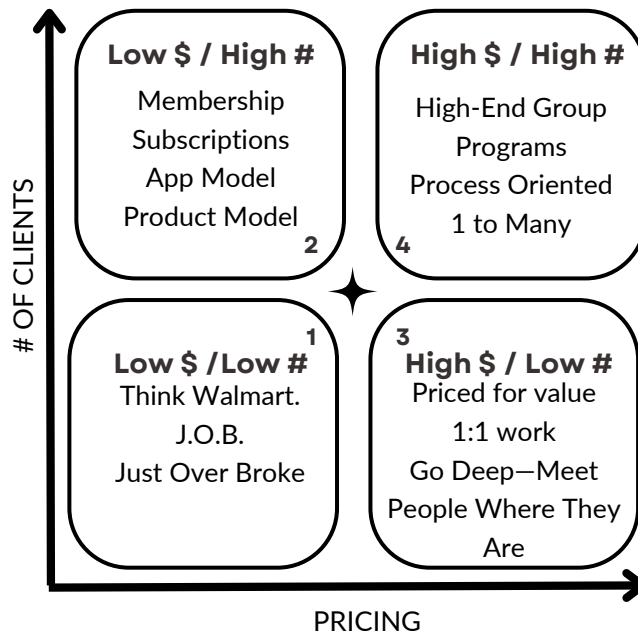 Low $ / High #
Membership
Subscriptions
App Model
Product Model
2
High $ / High #
High-End Group
Programs
Process Oriented
1 to Many
4
# OF CLIENTS
1
Low $ /Low #
Think Walmart.
J.O.B.
Just Over Broke
3
High $ / Low #
Priced for value
1:1 work
Go Deep—Meet
People Where They
Are
PRICING